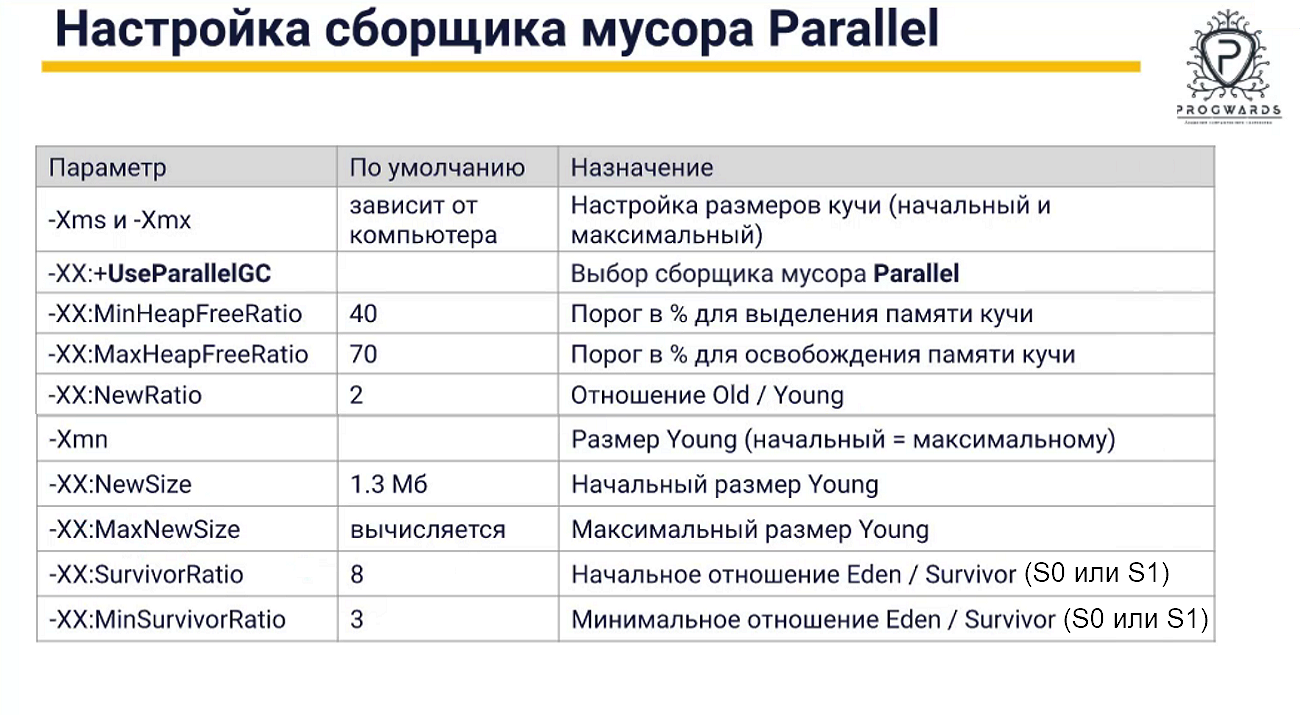 Настройка сборщика мусора Parallel
PROGWARDS
Параметр По умолчанию Назначение
-Xms и -Xmx зависит от компьютера Настройка размеров кучи (начальный и максимальный)
-XX:+UseParallelGC Выбор сборщика мусора Parallel
-XX:MinHeapFreeRatio 40 Порог в % для выделения памяти кучи
-XX:MaxHeapFreeRatio 70 Порог в % для освобождения памяти кучи
-XX:NewRatio 2 Отношение Old / Young
-Xmn Размер Young (начальный = максимальному)
-XX:NewSize 1.3 Мб Начальный размер Young
-XX:MaxNewSize вычисляется Максимальный размер Young
-XX:SurvivorRatio 8 Начальное отношение Eden / Survivor (S0 или S1)
-XX:MinSurvivorRatio 3 Минимальное отношение Eden / Survivor (S0 или S1)